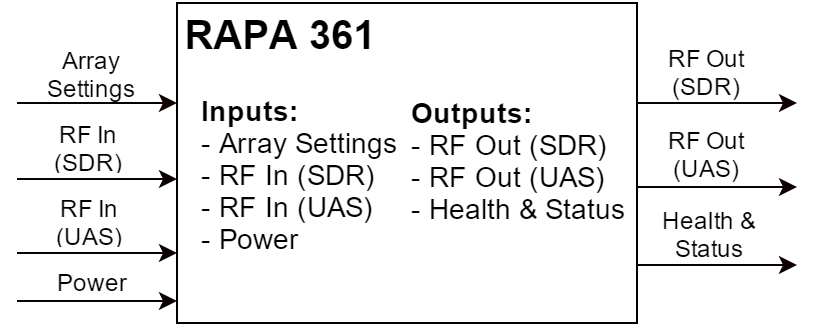 RAPA 361
Array
Settings
RF In
(SDR)
RF In
(UAS)
Power
Inputs:
- Array Settings
- RF In (SDR)
- RF In (UAS)
- Power
Outputs:
- RF Out (SDR)
- RF Out (UAS)
- Health & Status
RF Out
(SDR)
RF Out
(UAS)
Health &
Status